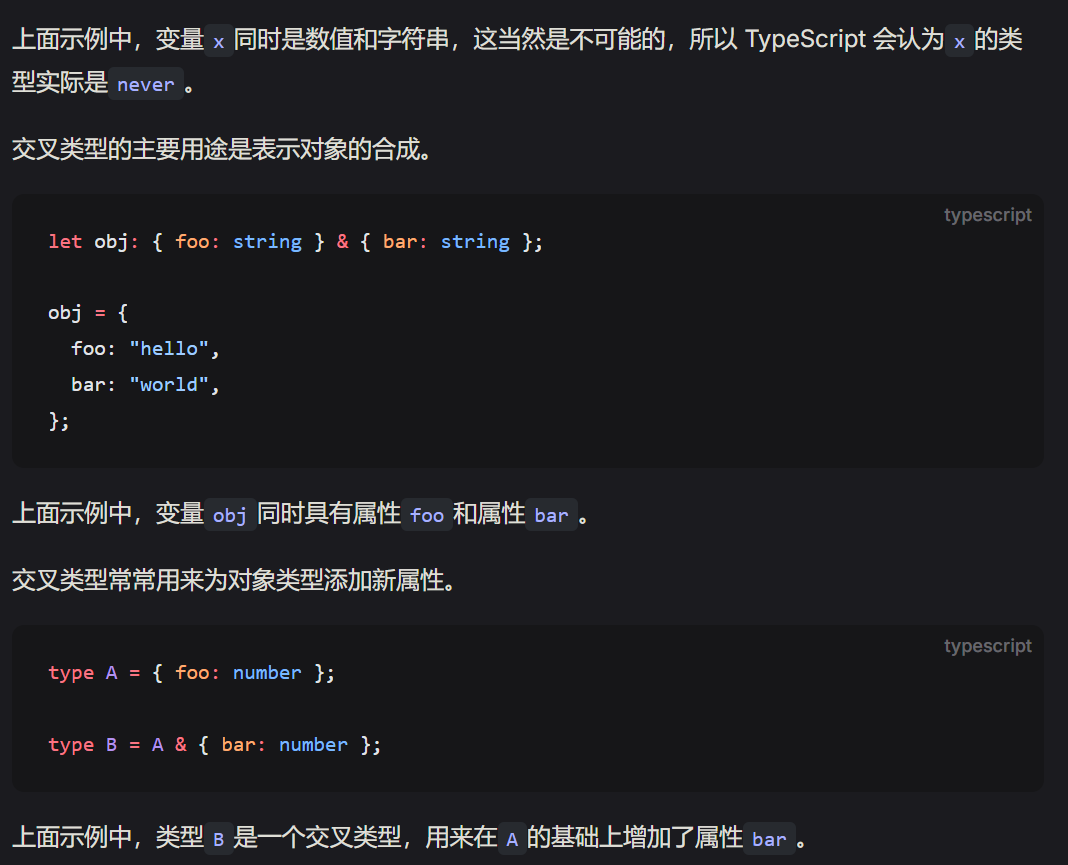 上面示例中，变量 x 同时是数值和字符串，这当然是不可能的，所以 TypeScript 会认为 x 的类
型实际是 never 。
交叉类型的主要用途是表示对象的合成。
typescript
let obj: { foo: string } & { bar: string };
obj = {
  foo: "hello",
  bar: "world",
};
上面示例中，变量 obj 同时具有属性 foo 和属性 bar 。
交叉类型常常用来为对象类型添加新属性。
typescript
type A = { foo: number };
type B = A & { bar: number };
上面示例中，类型 B 是一个交叉类型，用来在 A 的基础上增加了属性 bar 。